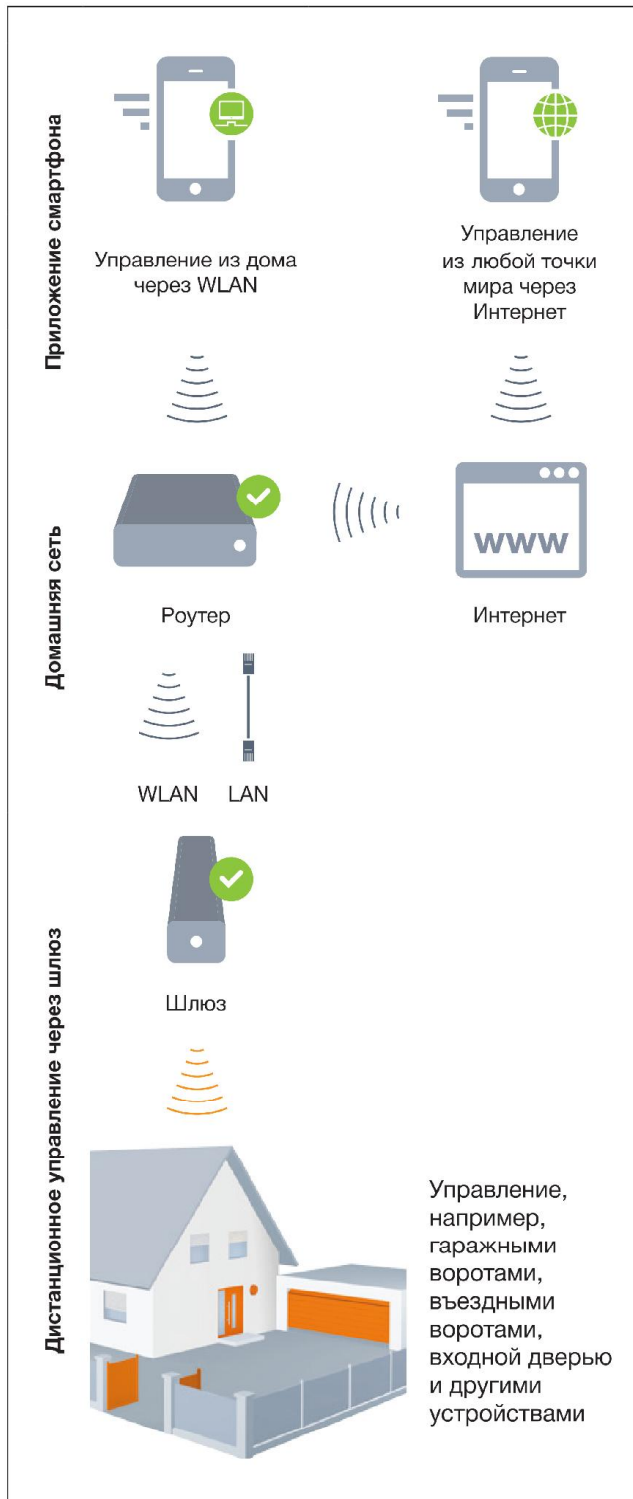 Приложение смартфона
Управление из дома
через WLAN
Управление
из любой точки
мира через
Интернет
Домашняя сеть
www
Роутер
Интернет
WLAN
LAN
Дистанционное управление через шлюз
Шлюз
Управление,
например,
гаражными
воротами,
въездными
воротами,
входной дверью
и другими
устройствами